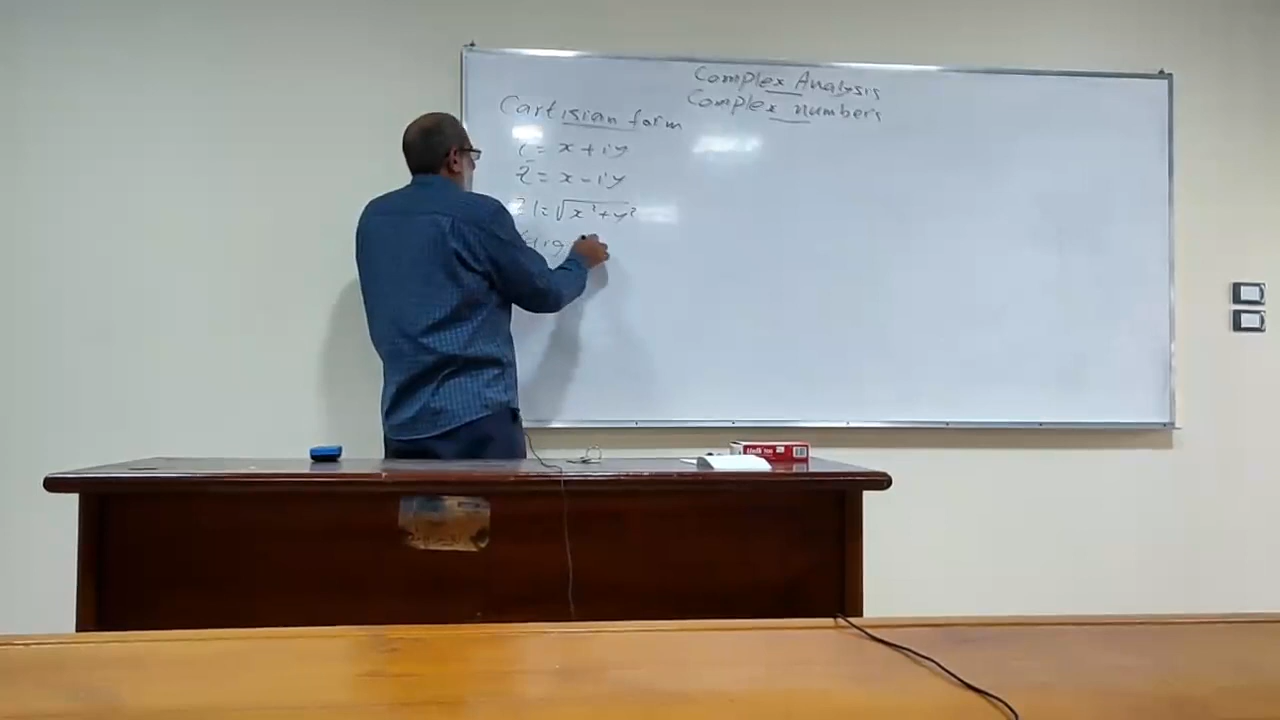 Complex Analysis
Complex numbers
Cartisian form
= x + iy
z̄ = x - iy
z| = √x² + y²